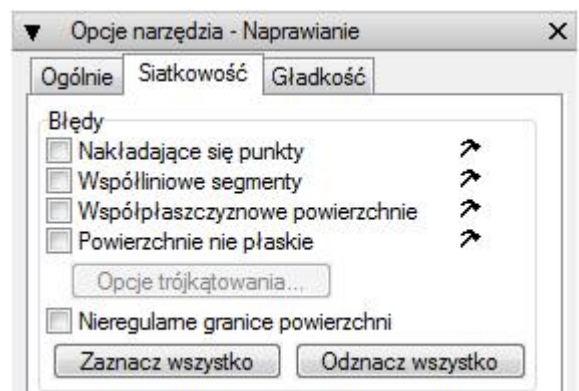 Opcje narzędzia - Naprawianie
Ogólnie Siatkowość Gładkość
Błędy
Nakładające się punkty
Współliniowe segmenty
Współpłaszczyznowe powierzchnie
Powierzchnie nie płaskie
Opcje trójkątowania...
Nieregularne granice powierzchni
Zaznacz wszystko Odznacz wszystko